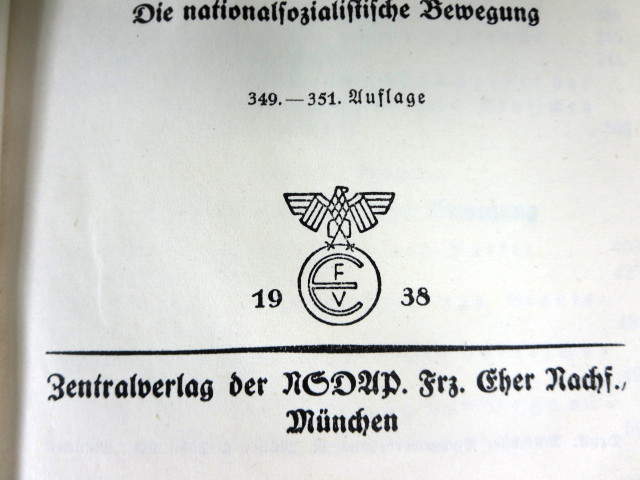 Die nationalsozialistische Bewegung
349.—351. Auflage
F
E
V
19 38
Zentralverlag der NSDAP. Frz. Eher Nachf.,
München